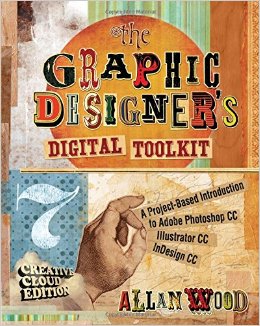 the
GRAPHIC
DESIGNER'S
DIGITAL TOOLKIT
A Project-Based Introduction
to Adobe Photoshop CC
Illustrator CC
InDesign CC
7
CREATIVE
CLOUD
EDITION
ALLAN WOOD